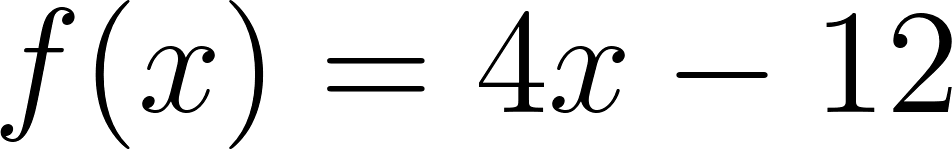 f(x) = 4x − 12